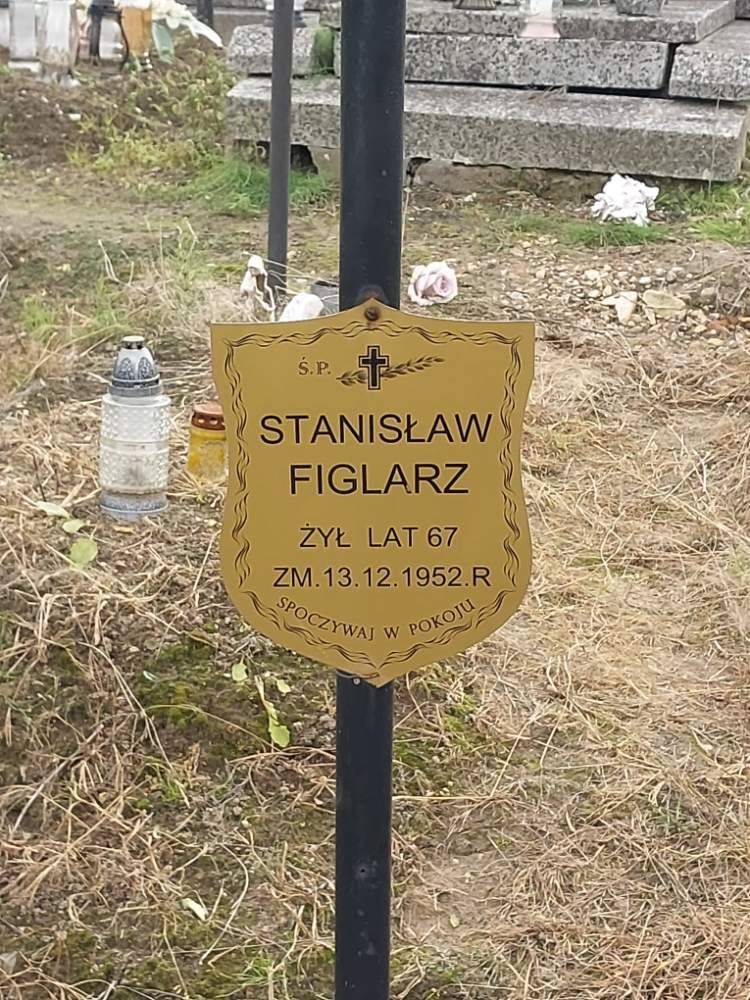 Ś.P.
STANISŁAW
FIGLARZ
ŻYŁ LAT 67
ZM.13.12.1952.R
SPOCZYWAJ W POKOJU